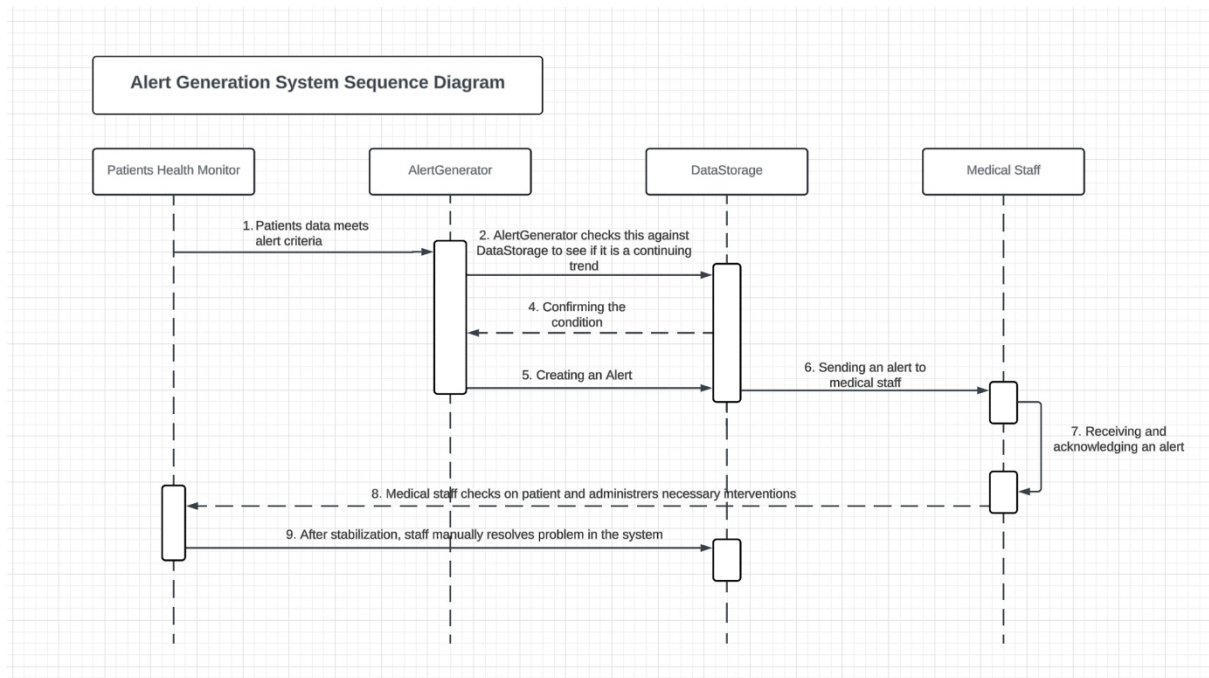 Alert Generation System Sequence Diagram
Patients Health Monitor
AlertGenerator
DataStorage
Medical Staff
1. Patients data meets
alert criteria
2. AlertGenerator checks this against
DataStorage to see if it is a continuing
trend
4. Confirming the
condition
5. Creating an Alert
6. Sending an alert to
medical staff
7. Receiving and
acknowledging an alert
8. Medical staff checks on patient and administrers necessary interventions
9. After stabilization, staff manually resolves problem in the system